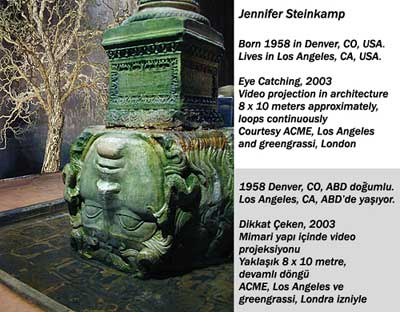 Jennifer Steinkamp
Born 1958 in Denver, CO, USA.
Lives in Los Angeles, CA, USA.
Eye Catching, 2003
Video projection in architecture
8 x 10 meters approximately,
loops continuously
Courtesy ACME, Los Angeles
and greengrassi, London
1958 Denver, CO, ABD doğumlu.
Los Angeles, CA, ABD'de yaşıyor.
Dikkat Çeken, 2003
Mimari yapı içinde video
projeksiyonu
Yaklaşık 8 x 10 metre,
devamlı döngü
ACME, Los Angeles ve
greengrassi, Londra izniyle